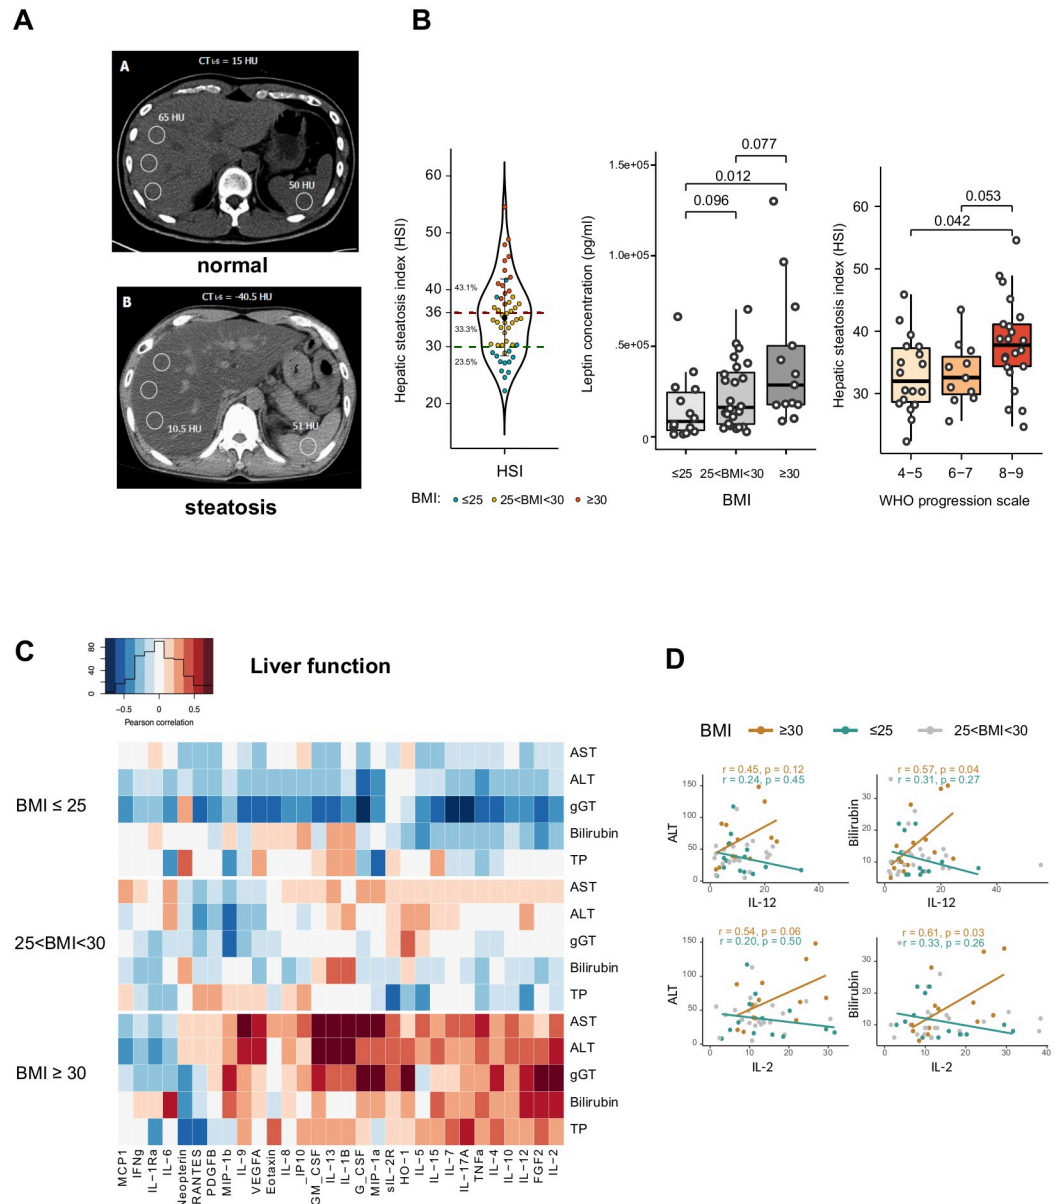 A
B
A
CT L-S = 15 HU
65 HU
50 HU
normal
B
CT L-S = -40.5 HU
10.5 HU
51 HU
steatosis
Hepatic steatosis index (HSI)
60
50
40
36
30
20
43.1%
33.3%
23.5%
HSI
BMI: ≤25 25<BMI<30 ≥30
Leptin concentration (pg/ml)
1.5e+05
1.0e+05
.5e+05
0
0.077
0.012
0.096
≤25 25<BMI<30 ≥30
BMI
Hepatic steatosis index (HSI)
60
50
40
30
0.053
0.042
4−5 6−7 8−9
WHO progression scale
C
80
40
0
−0.5 0 0.5
Pearson correlation
Liver function
BMI ≤ 25
AST
ALT
gGT
Bilirubin
TP
25<BMI<30
AST
ALT
gGT
Bilirubin
TP
BMI ≥ 30
AST
ALT
gGT
Bilirubin
TP
MCP1
IFNg
IL-1Ra
IL-6
Neopterin
RANTES
PDGFB
MIP-1b
IL-9
VEGFA
Eotaxin
IL-8
_IP10
GM_CSF
IL-13
IL-1B
G_CSF
MIP-1a
sIL-2R
HO-1
IL-5
IL-15
IL-7
IL-17A
TNFa
IL-4
IL-10
IL-12
FGF2
IL-2
D
BMI ≥30 ≤25 25<BMI<30
r = 0.45, p = 0.12
r = 0.24, p = 0.45
ALT
150
100
50
0
0 20 40
IL-12
r = 0.57, p = 0.04
r = 0.31, p = 0.27
Bilirubin
30
20
10
0 20 40
IL-12
r = 0.54, p = 0.06
r = 0.20, p = 0.50
ALT
150
100
50
0
0 10 20 30
IL-2
r = 0.61, p = 0.03
r = 0.33, p = 0.26
Bilirubin
30
20
10
0 10 20 30 40
IL-2